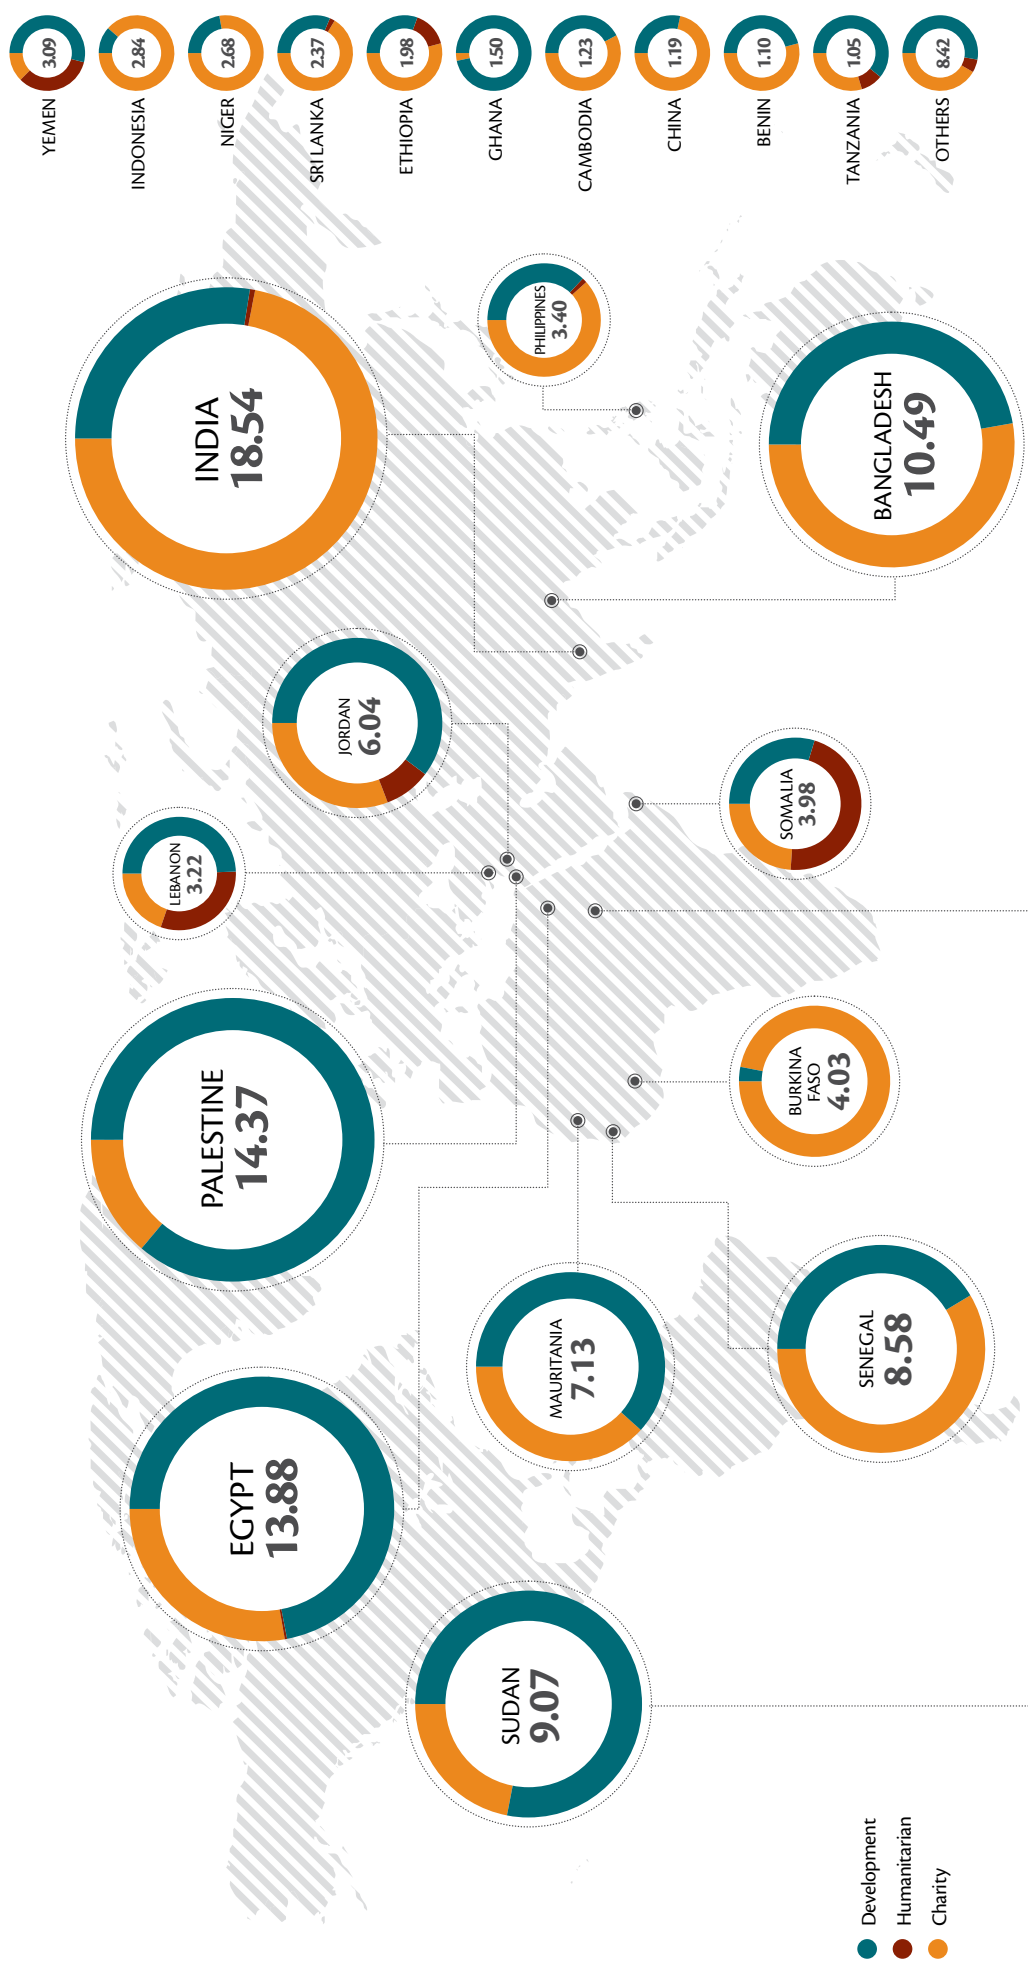 Development
Humanitarian
Charity
EGYPT
13.88
SUDAN
9.07
PALESTINE
14.37
MAURITANIA
7.13
SENEGAL
8.58
LEBANON
3.22
JORDAN
6.04
BURKINA
FASO
4.03
SOMALIA
3.98
INDIA
18.54
PHILIPPINES
3.40
BANGLADESH
10.49
YEMEN
3.09
INDONESIA
2.84
NIGER
2.68
SRI LANKA
2.37
ETHIOPIA
1.98
GHANA
1.50
CAMBODIA
1.23
CHINA
1.19
BENIN
1.10
TANZANIA
1.05
OTHERS
8.42